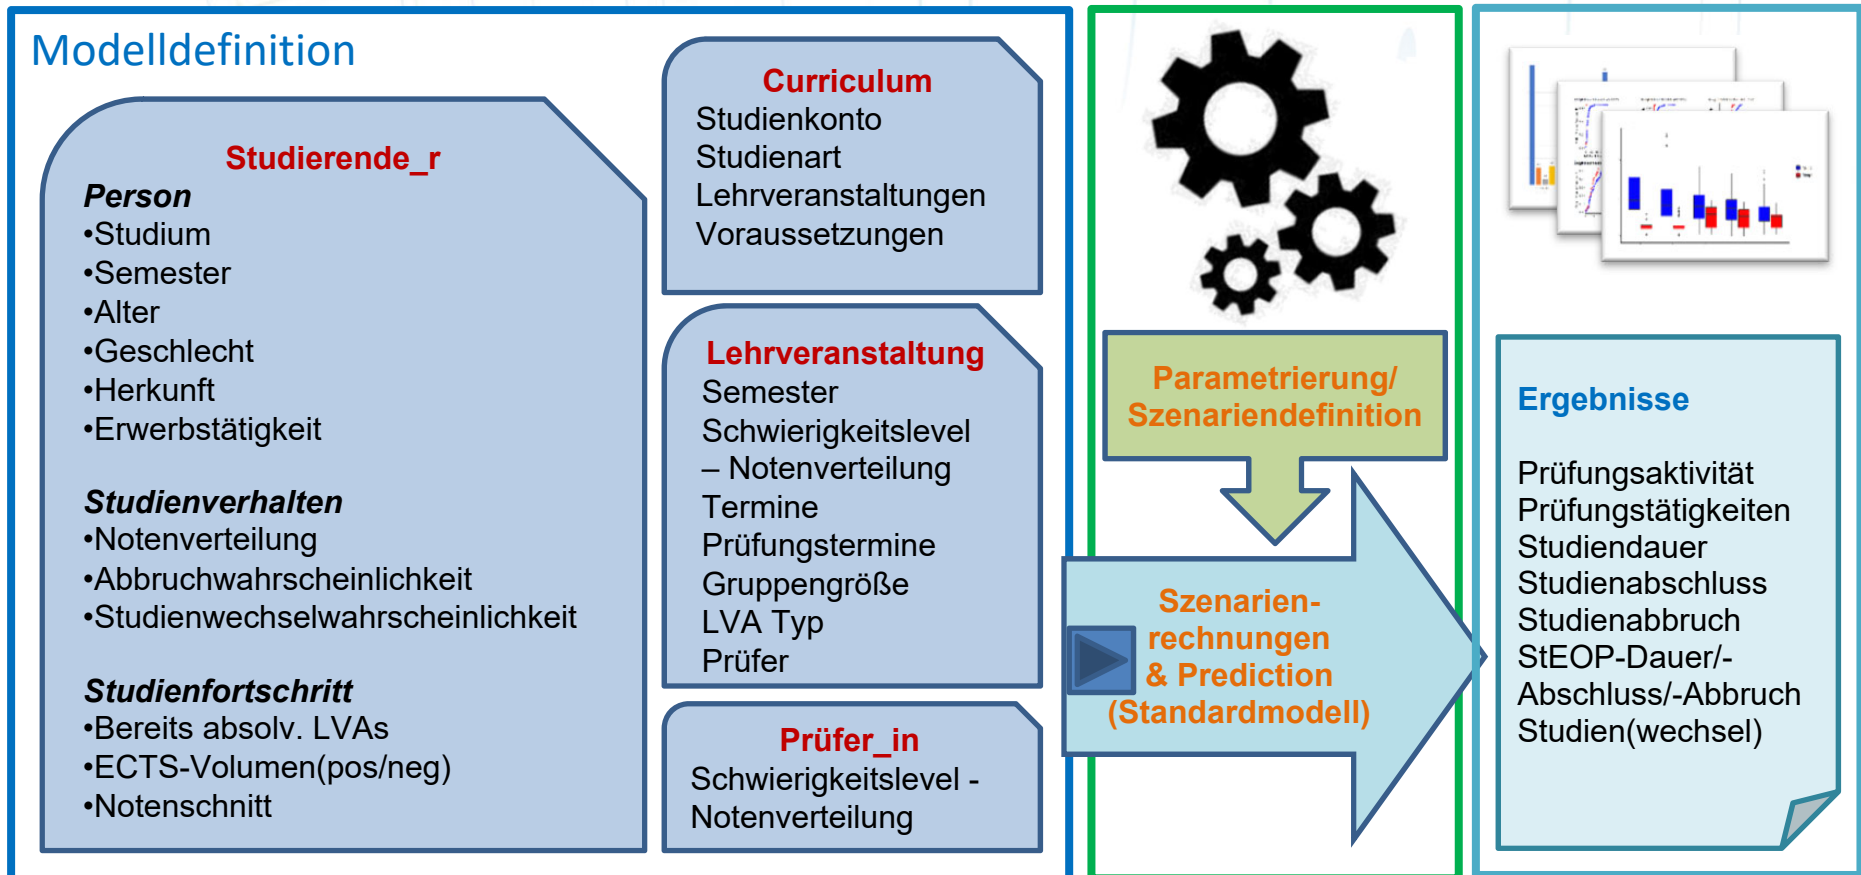 Modelldefinition
Studierende_r
Person
•Studium
•Semester
•Alter
•Geschlecht
•Herkunft
•Erwerbstätigkeit
Studienverhalten
•Notenverteilung
•Abbruchwahrscheinlichkeit
•Studienwechselwahrscheinlichkeit
Studienfortschritt
•Bereits absolv. LVAs
•ECTS-Volumen(pos/neg)
•Notenschnitt
Curriculum
Studienkonto
Studienart
Lehrveranstaltungen
Voraussetzungen
Lehrveranstaltung
Semester
Schwierigkeitslevel
– Notenverteilung
Termine
Prüfungstermine
Gruppengröße
LVA Typ
Prüfer
Prüfer_in
Schwierigkeitslevel -
Notenverteilung
Parametrierung/
Szenariendefinition
Szenarien-
rechnungen
& Prediction
(Standardmodell)
Ergebnisse
Prüfungsaktivität
Prüfungstätigkeiten
Studiendauer
Studienabschluss
Studienabbruch
StEOP-Dauer/-
Abschluss/-Abbruch
Studien(wechsel)